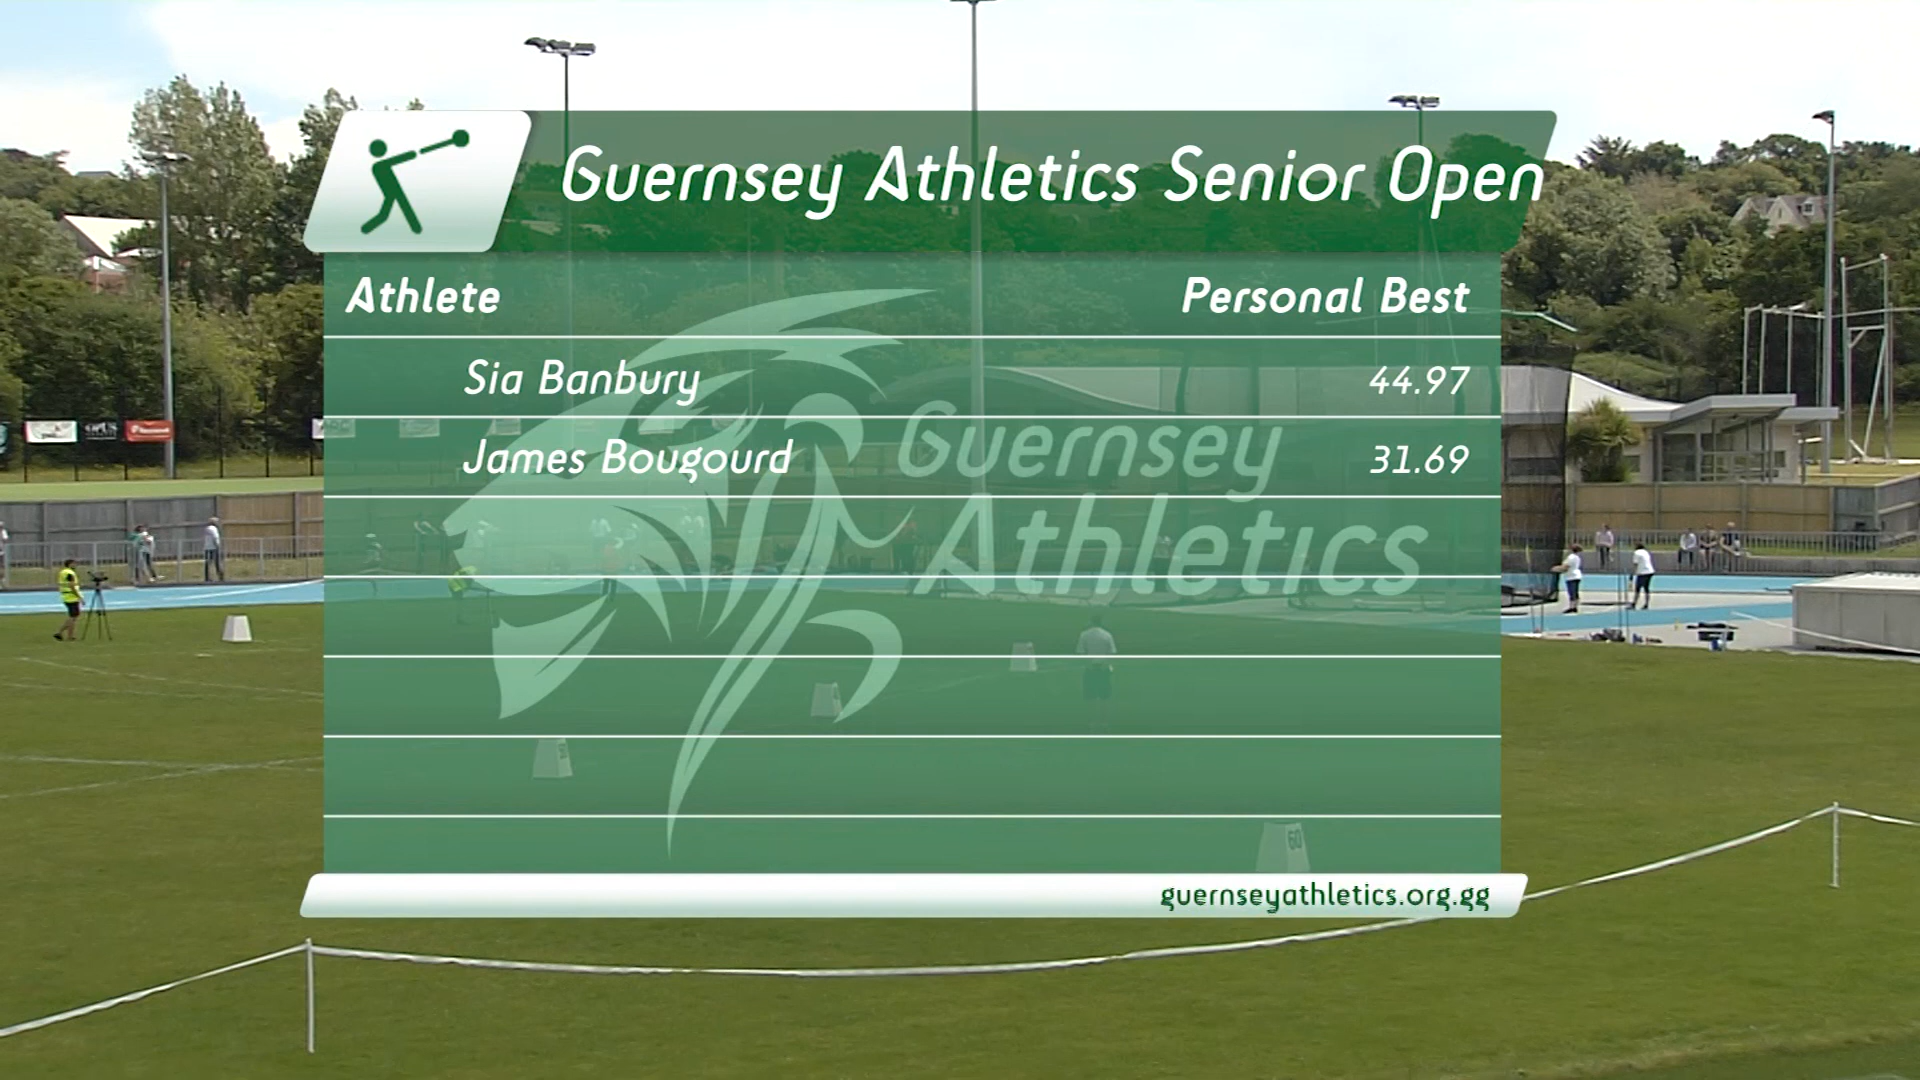 Guernsey Athletics Senior Open
Athlete Personal Best
Sia Banbury 44.97
James Bougourd 31.69
Guernsey
Athletics
60
guernseyathletics.org.gg